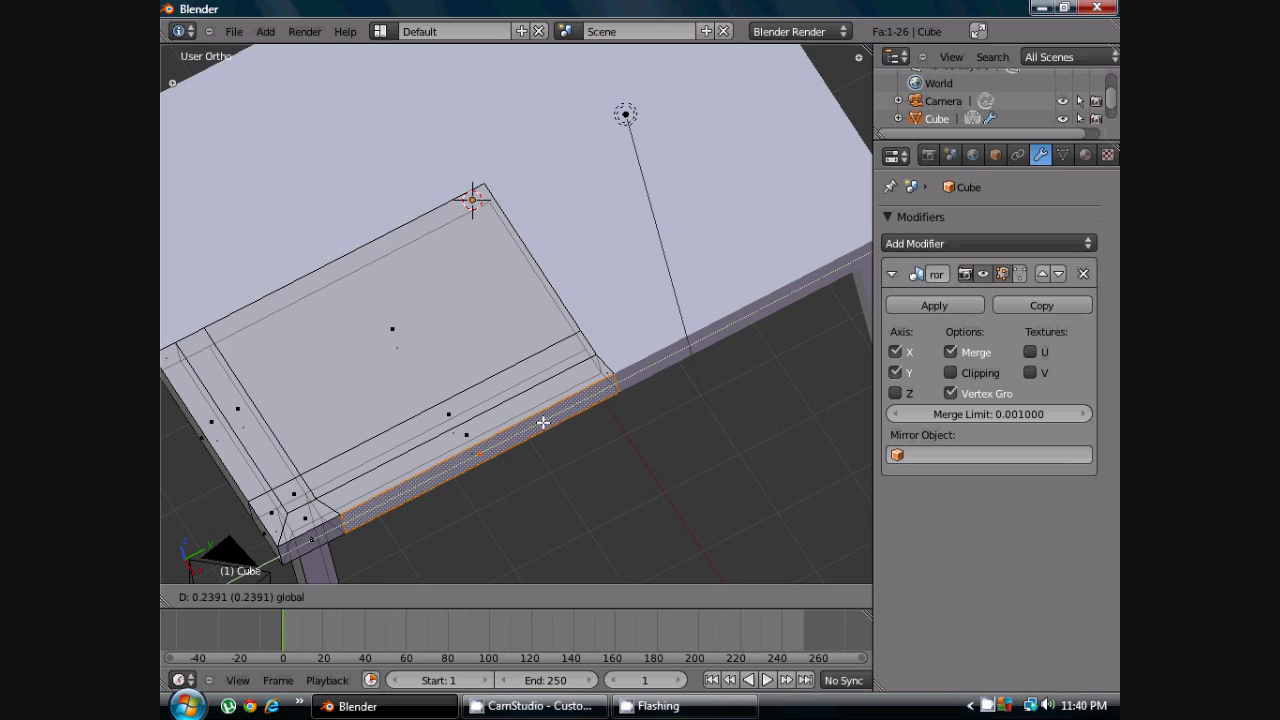 Blender
File Add Render Help Default Scene Blender Render Fa:1-26 | Cube
User Ortho
View Search All Scenes
World
Camera
Cube
Cube
Modifiers
Add Modifier
ror
Apply Copy
Axis: Options: Textures:
X Merge U
Y Clipping V
Z Vertex Gro
Merge Limit: 0.001000
Mirror Object:
z y x
(1) Cube
D: 0.2391 (0.2391) global
-40 -20 0 20 40 60 80 100 120 140 160 180 200 220 240 260
View Frame Playback Start: 1 End: 250 1 No Sync
Blender CamStudio - Custo... Flashing 11:40 PM